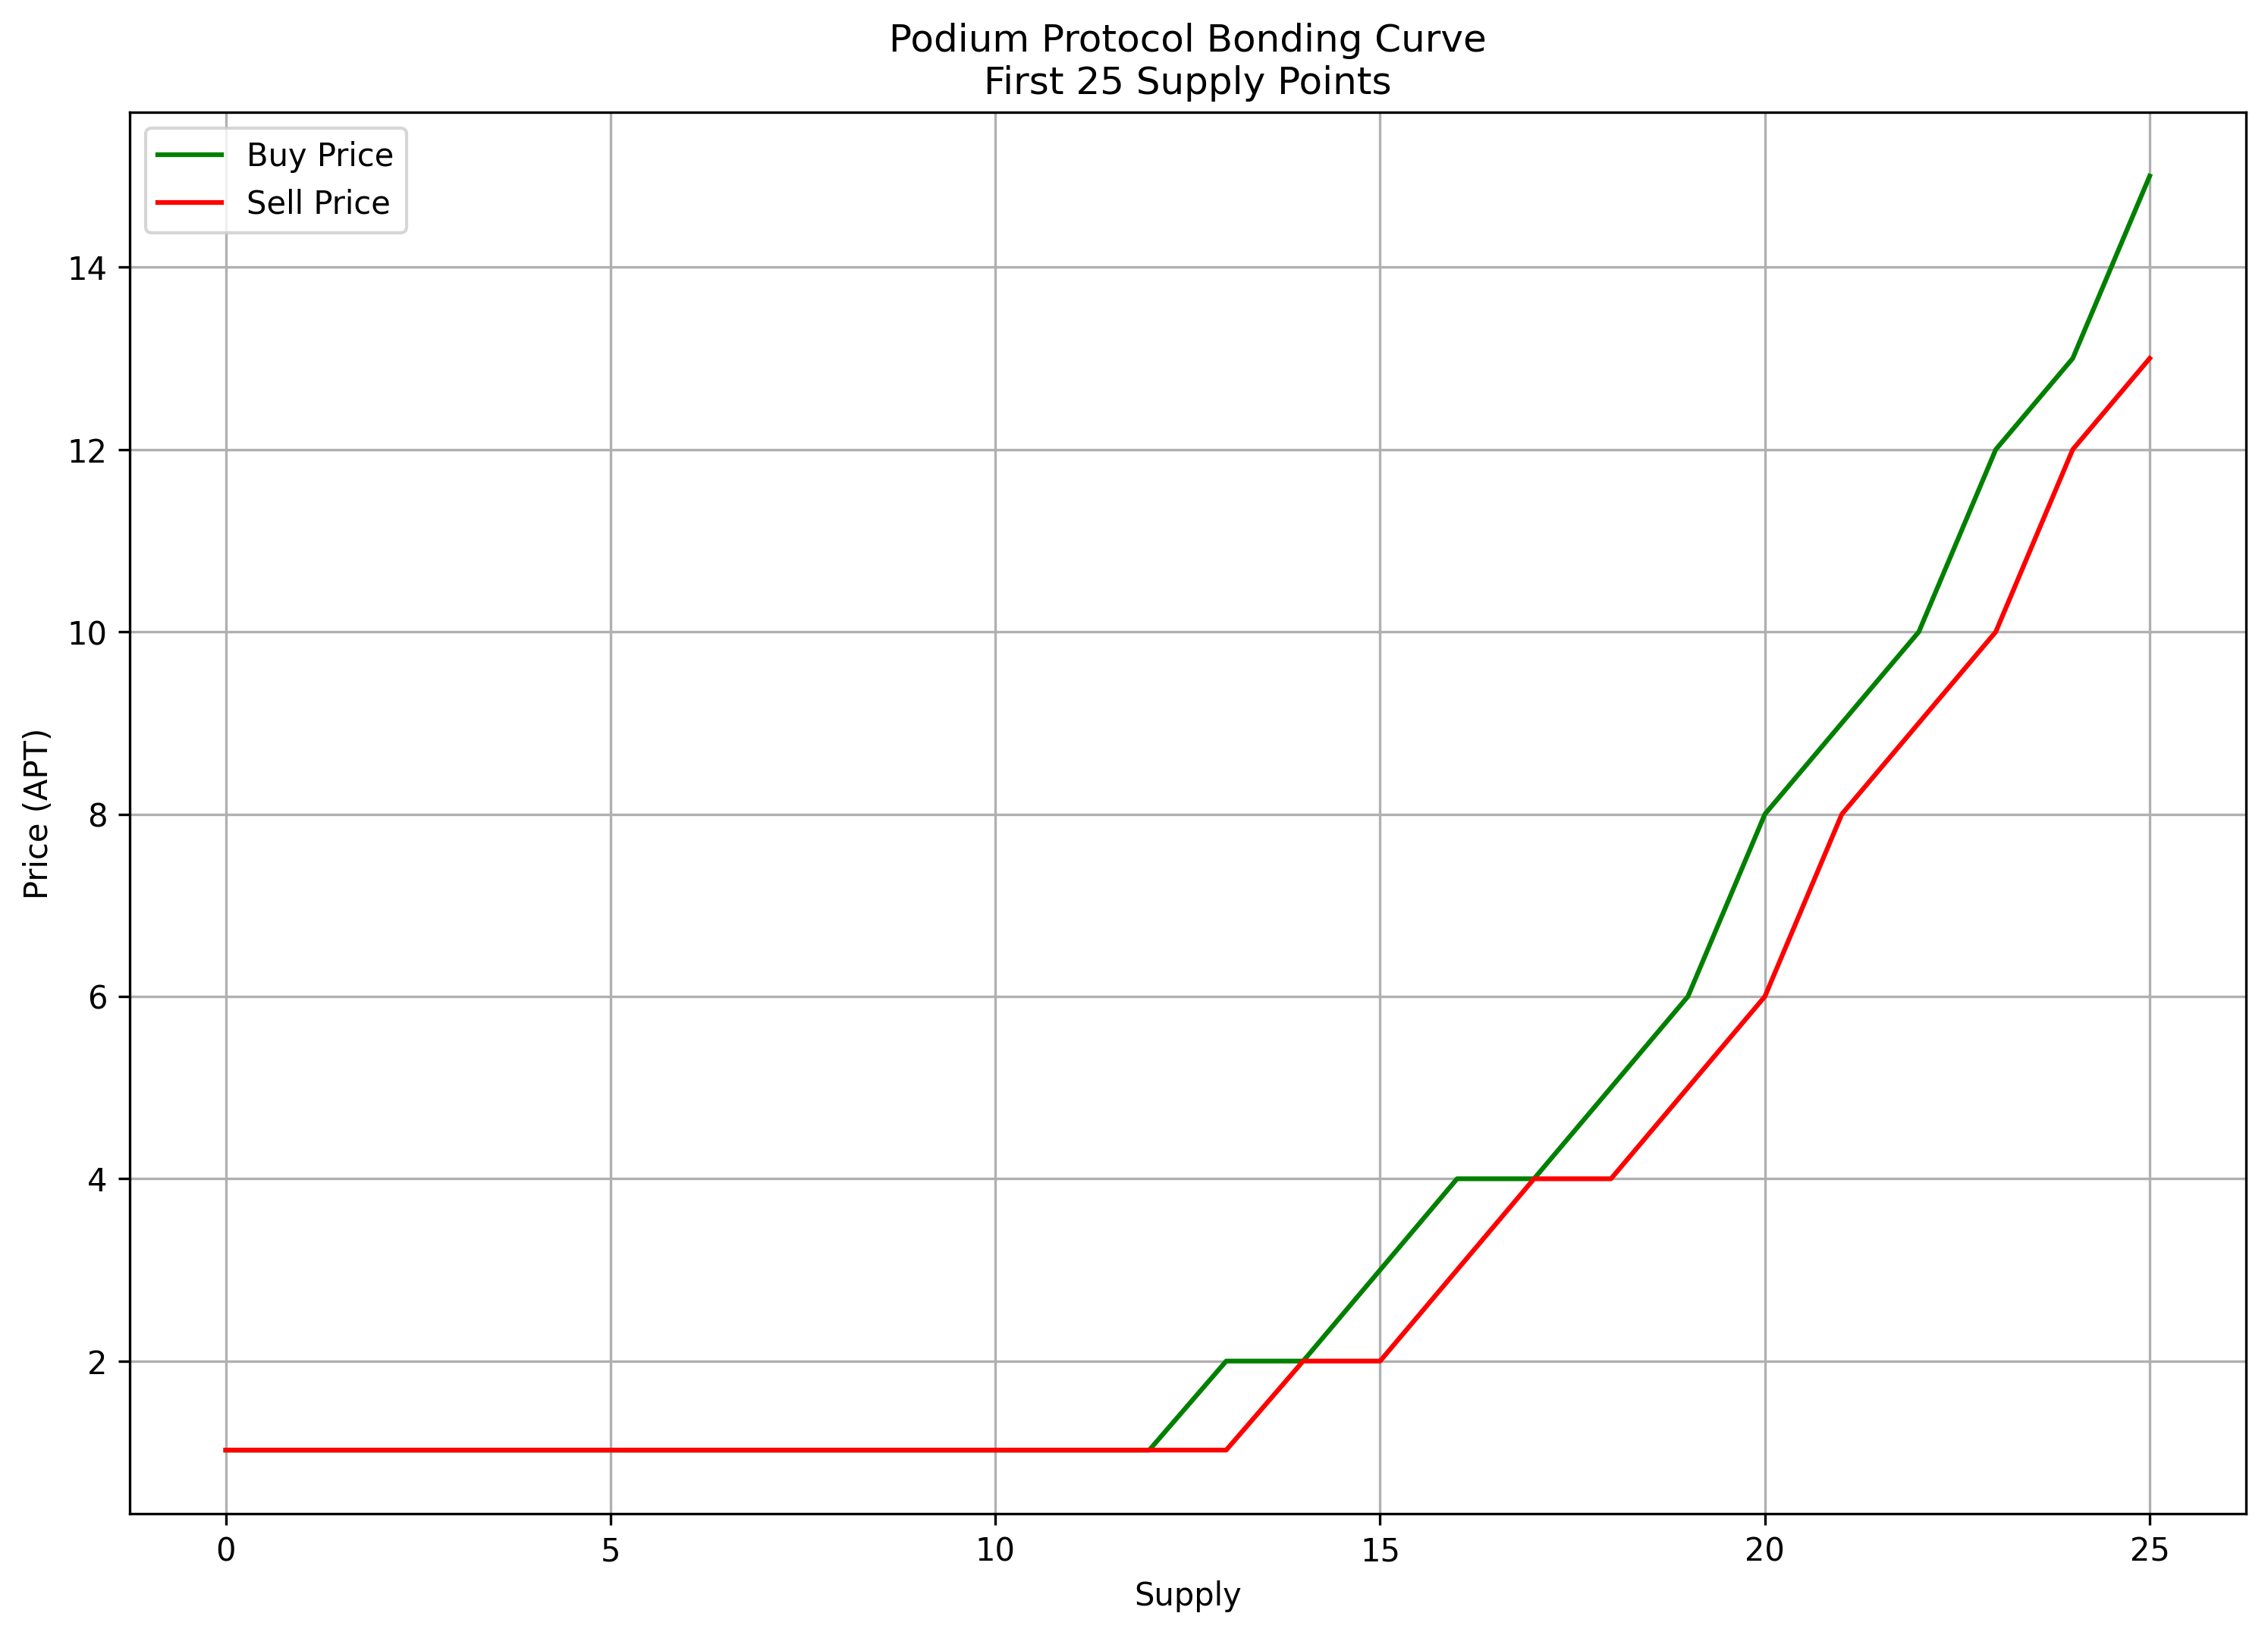 Podium Protocol Bonding Curve
First 25 Supply Points
Buy Price
Sell Price
14
12
10
8
6
4
2
Price (APT)
0 5 10 15 20 25
Supply